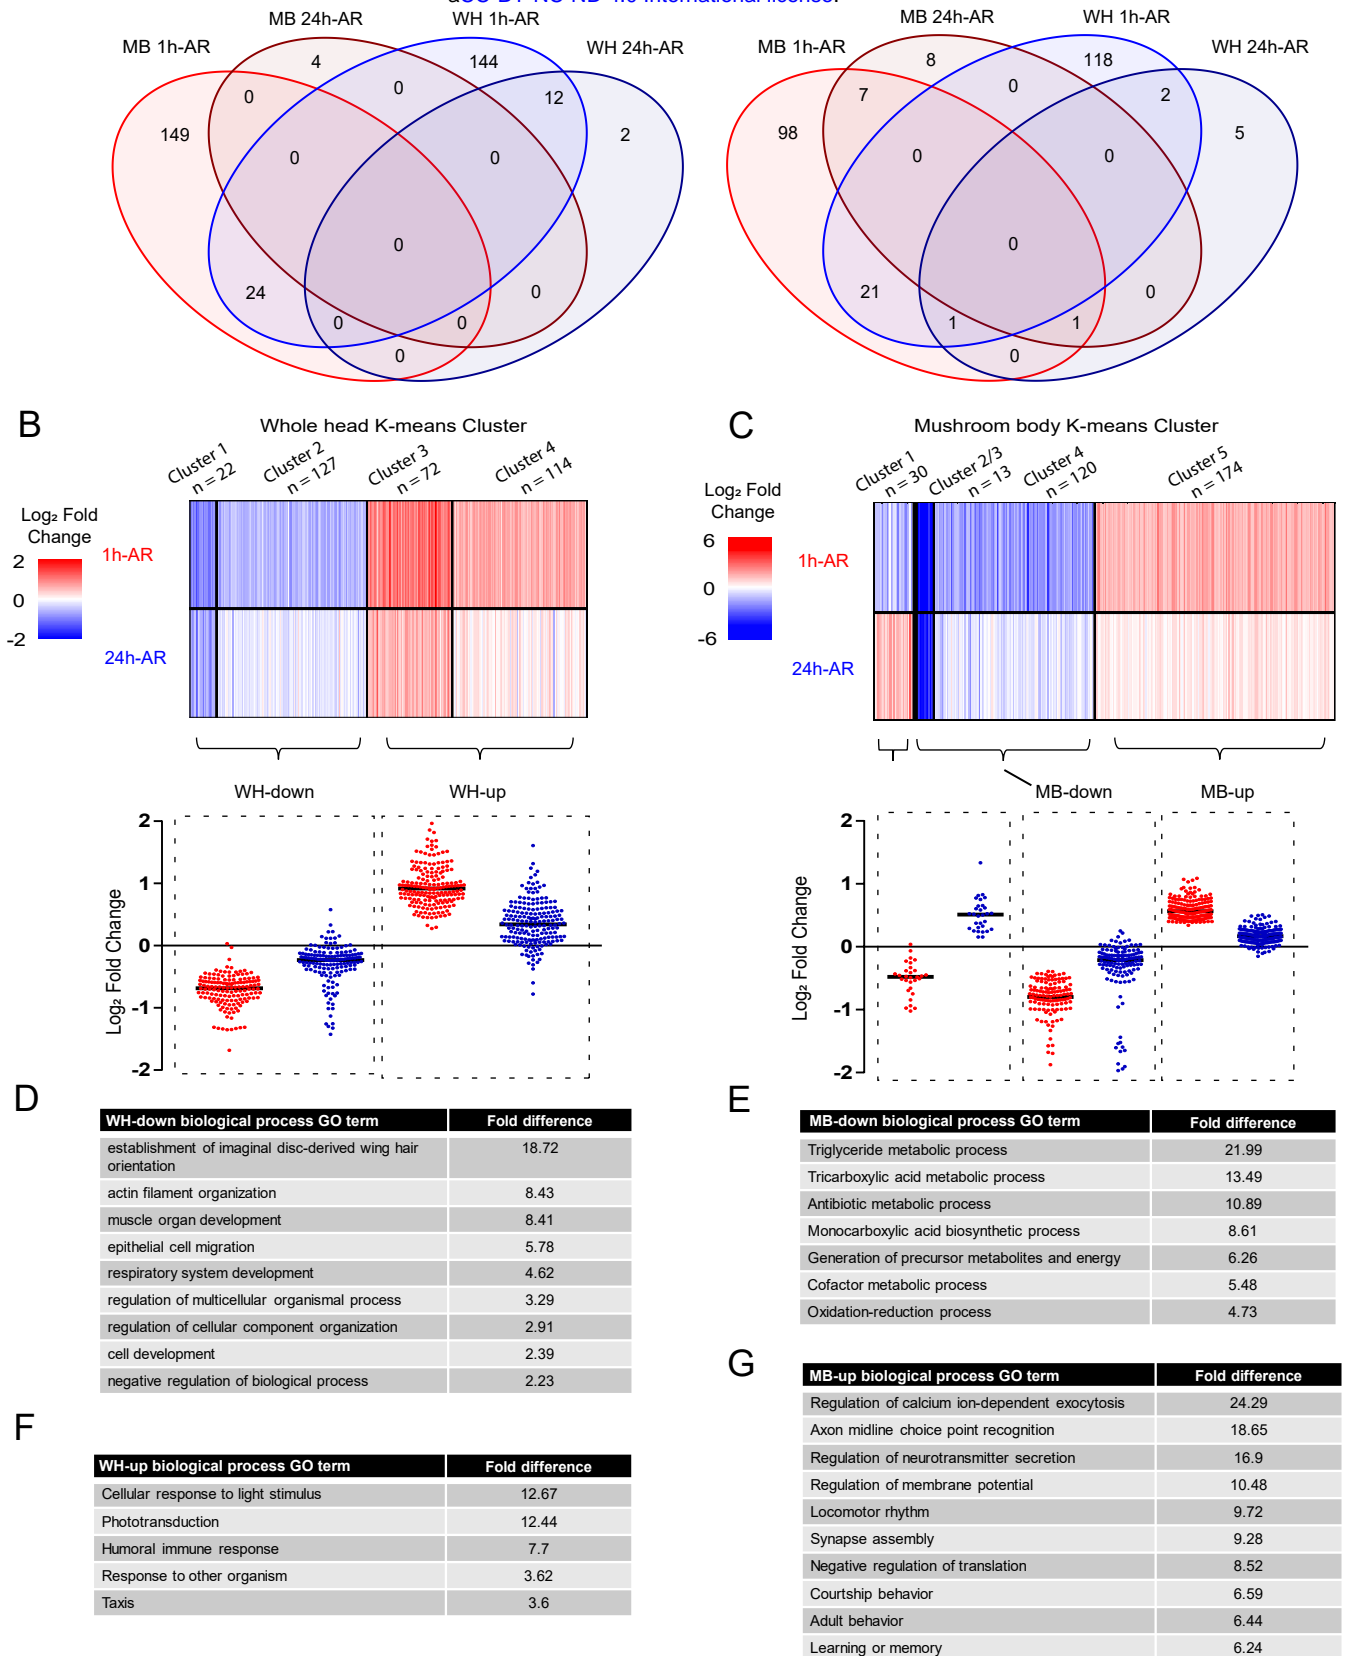 MB 1h-AR
MB 24h-AR
WH 1h-AR
WH 24h-AR
4
144
0
0
12
149
2
0
0
0
24
0
0
0
0
MB 1h-AR
MB 24h-AR
WH 1h-AR
WH 24h-AR
8
118
7
0
2
98
5
0
0
0
21
0
1
1
0
B
Whole head K-means Cluster
Cluster 1
n = 22
Cluster 2
n = 127
Cluster 3
n = 72
Cluster 4
n = 114
Log₂ Fold
Change
2
0
-2
1h-AR
24h-AR
WH-down
WH-up
Log₂ Fold Change
2
1
0
-1
-2
C
Mushroom body K-means Cluster
Cluster 1
n = 30
Cluster 2/3
n = 13
Cluster 4
n = 120
Cluster 5
n = 174
Log₂ Fold
Change
6
0
-6
1h-AR
24h-AR
MB-down
MB-up
Log₂ Fold Change
2
1
0
-1
-2
D
WH-down biological process GO term Fold difference
establishment of imaginal disc-derived wing hair 18.72
orientation
actin filament organization 8.43
muscle organ development 8.41
epithelial cell migration 5.78
respiratory system development 4.62
regulation of multicellular organismal process 3.29
regulation of cellular component organization 2.91
cell development 2.39
negative regulation of biological process 2.23
E
MB-down biological process GO term Fold difference
Triglyceride metabolic process 21.99
Tricarboxylic acid metabolic process 13.49
Antibiotic metabolic process 10.89
Monocarboxylic acid biosynthetic process 8.61
Generation of precursor metabolites and energy 6.26
Cofactor metabolic process 5.48
Oxidation-reduction process 4.73
F
WH-up biological process GO term Fold difference
Cellular response to light stimulus 12.67
Phototransduction 12.44
Humoral immune response 7.7
Response to other organism 3.62
Taxis 3.6
G
MB-up biological process GO term Fold difference
Regulation of calcium ion-dependent exocytosis 24.29
Axon midline choice point recognition 18.65
Regulation of neurotransmitter secretion 16.9
Regulation of membrane potential 10.48
Locomotor rhythm 9.72
Synapse assembly 9.28
Negative regulation of translation 8.52
Courtship behavior 6.59
Adult behavior 6.44
Learning or memory 6.24